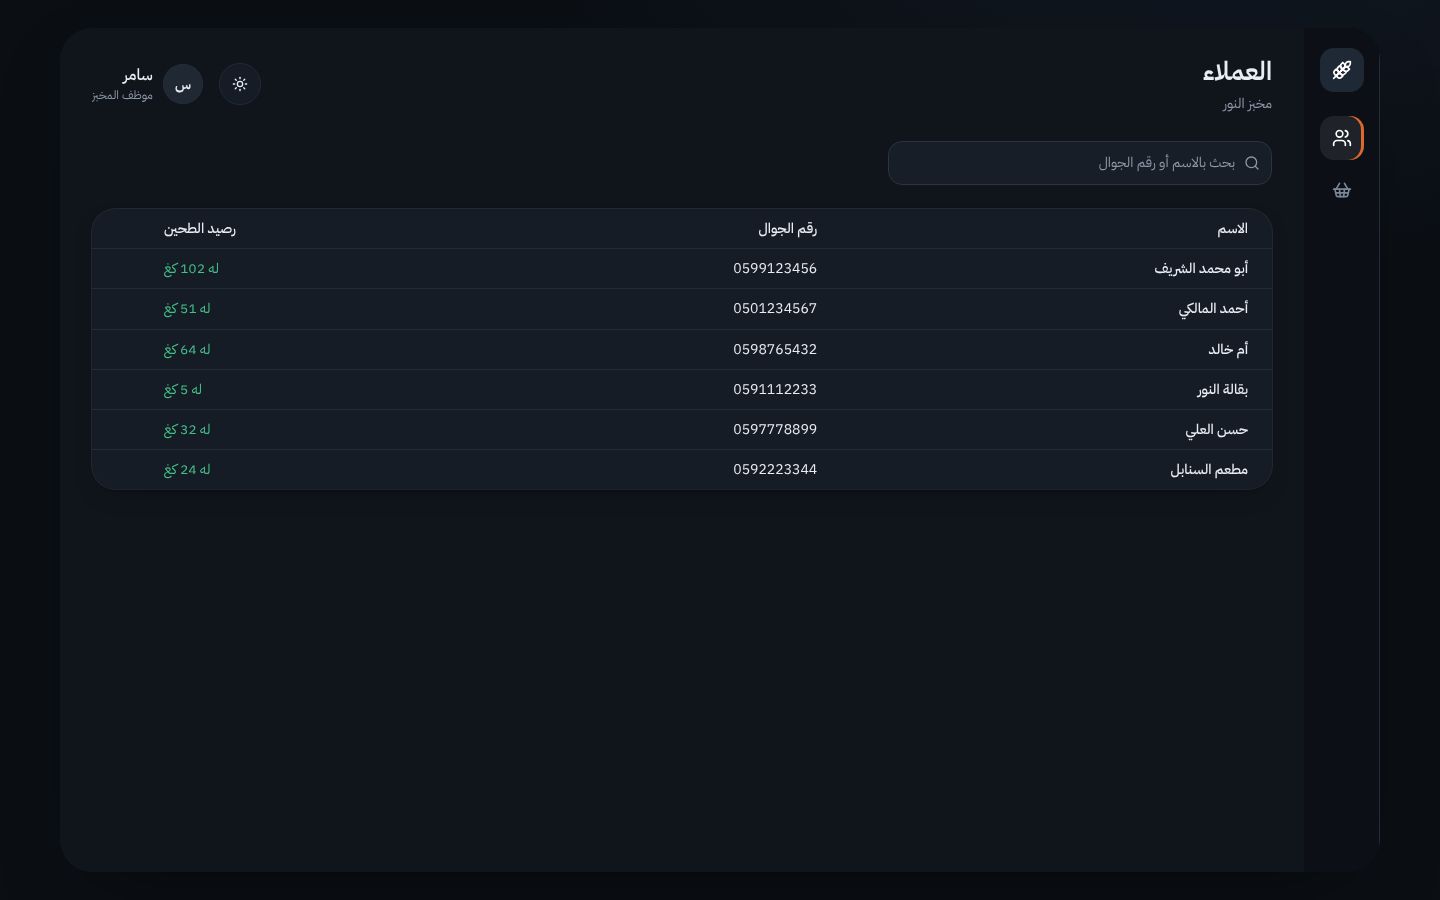 العملاء
مخبز النور
س
سامر
موظف المخبز
بحث بالاسم أو رقم الجوال
الاسم رقم الجوال رصيد الطحين
أبو محمد الشريف 0599123456 له 102 كغ
أحمد المالكي 0501234567 له 51 كغ
أم خالد 0598765432 له 64 كغ
بقالة النور 0591112233 له 5 كغ
حسن العلي 0597778899 له 32 كغ
مطعم السنابل 0592223344 له 24 كغ